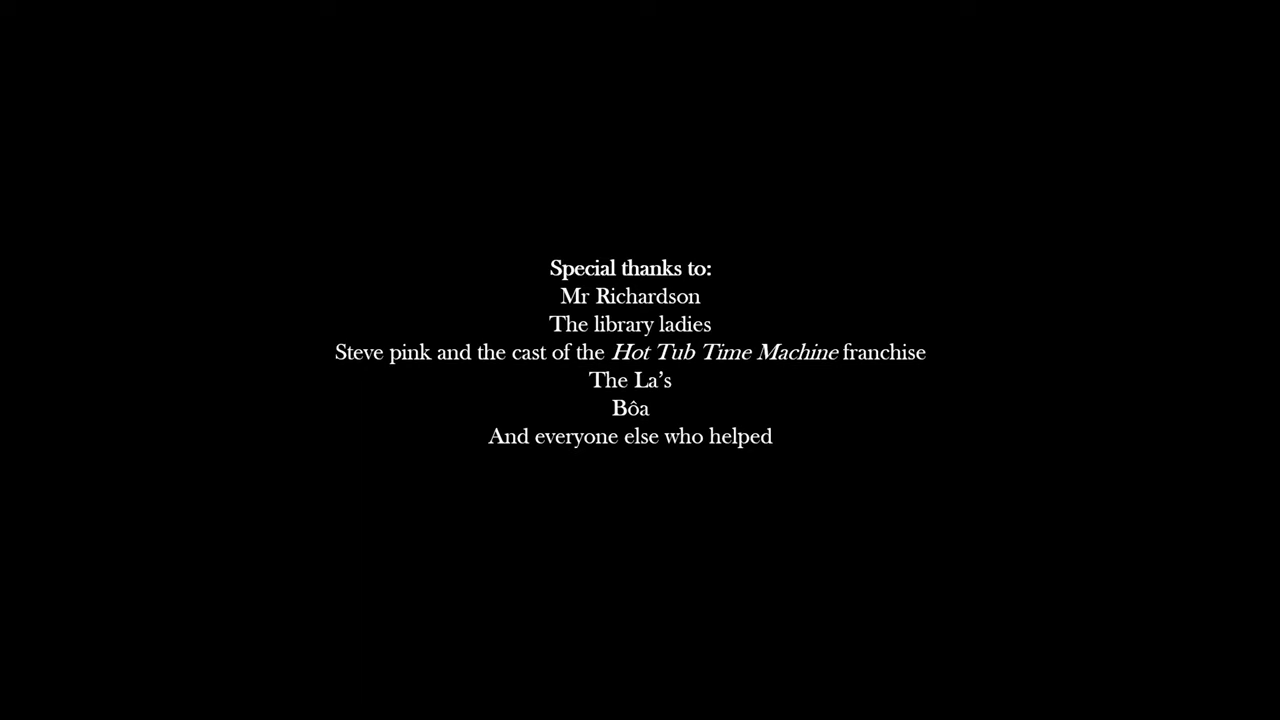 Special thanks to:
Mr Richardson
The library ladies
Steve pink and the cast of the Hot Tub Time Machine franchise
The La’s
Bôa
And everyone else who helped